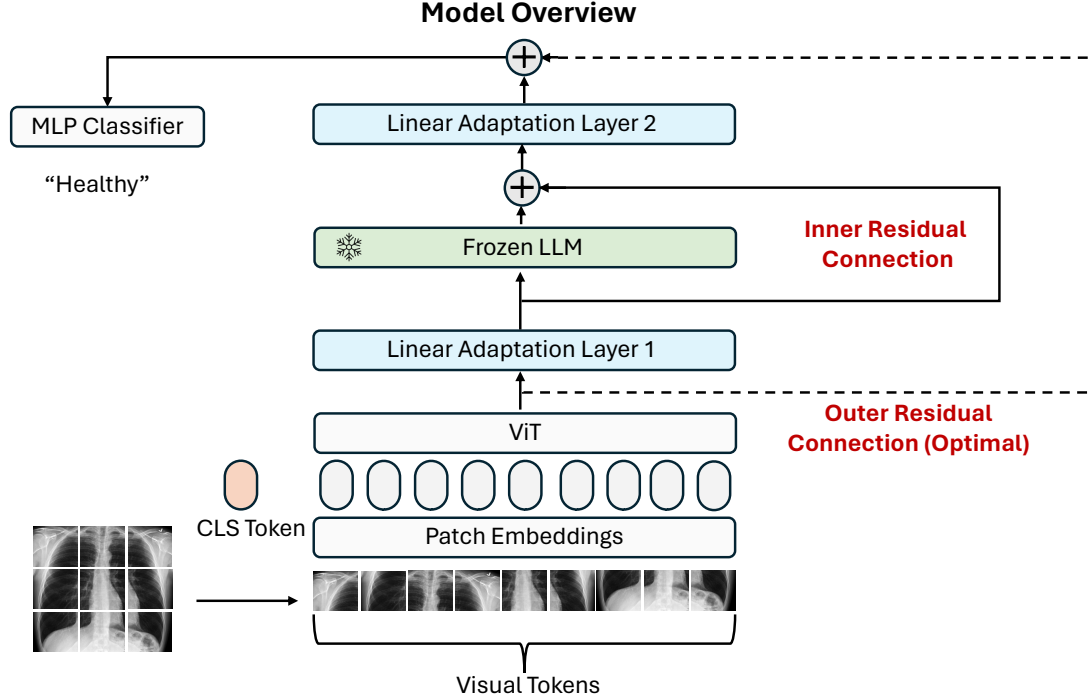 Model Overview
MLP Classifier
“Healthy”
Linear Adaptation Layer 2
Frozen LLM
Inner Residual
Connection
Linear Adaptation Layer 1
Outer Residual
Connection (Optimal)
ViT
CLS Token
Patch Embeddings
Visual Tokens